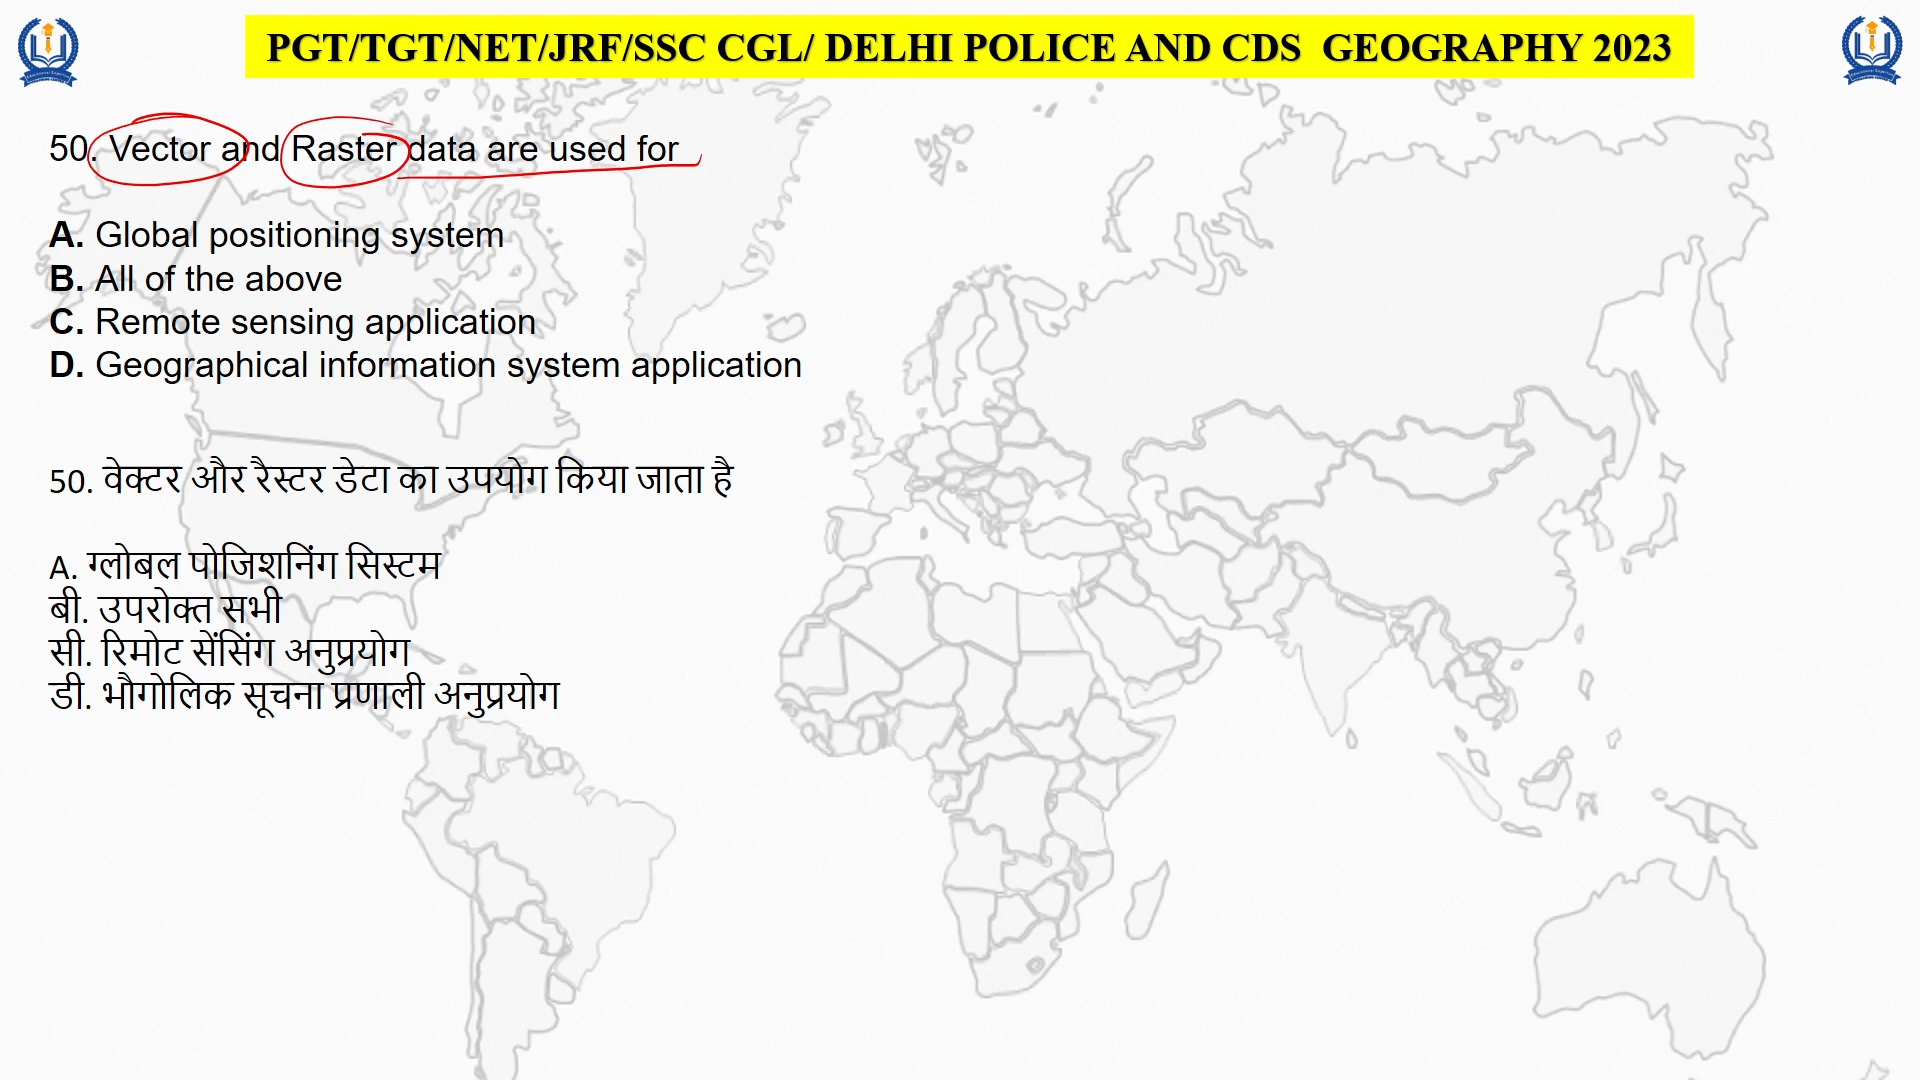 PGT/TGT/NET/JRF/SSC CGL/ DELHI POLICE AND CDS GEOGRAPHY 2023
50. Vector and Raster data are used for
A. Global positioning system
B. All of the above
C. Remote sensing application
D. Geographical information system application
50. वेक्टर और रैस्टर डेटा का उपयोग किया जाता है
A. ग्लोबल पोजिशनिंग सिस्टम
बी. उपरोक्त सभी
सी. रिमोट सेंसिंग अनुप्रयोग
डी. भौगोलिक सूचना प्रणाली अनुप्रयोग